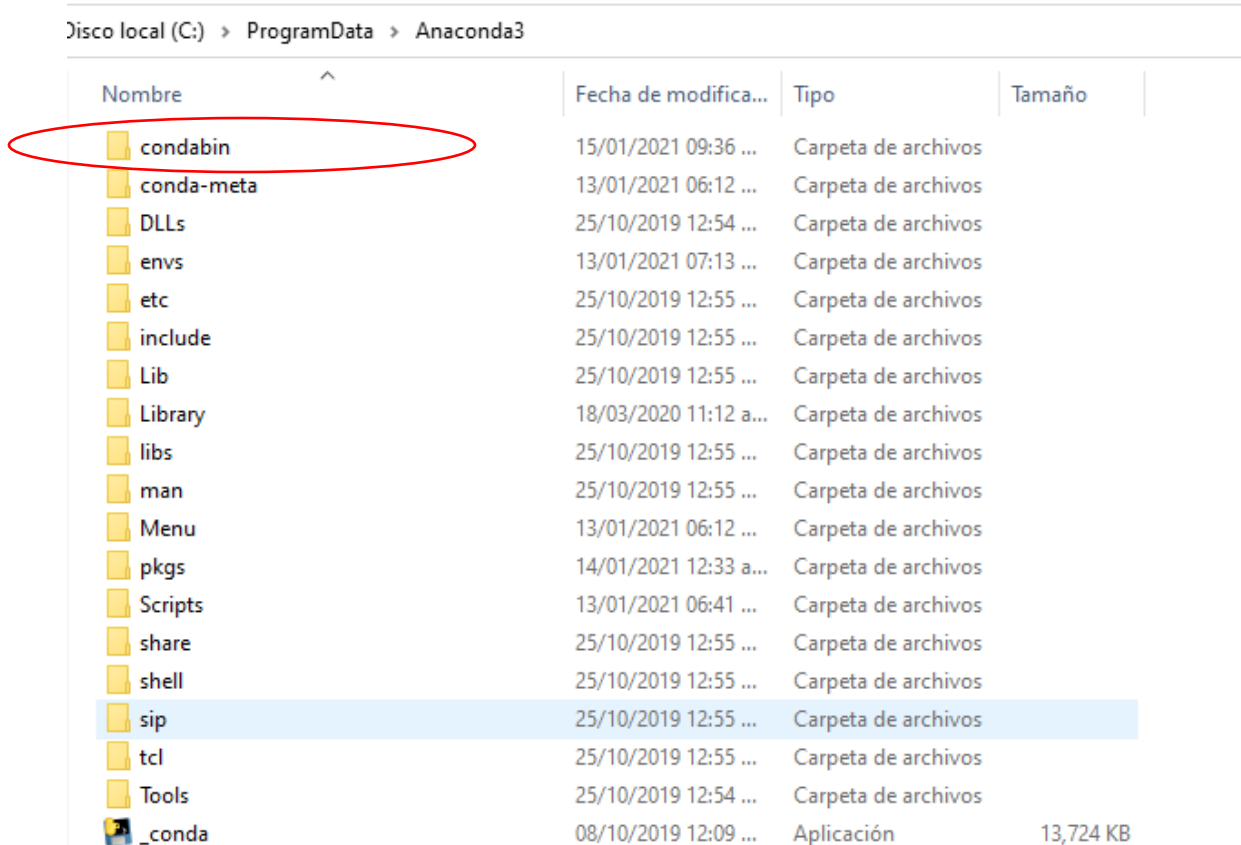 Disco local (C:) > ProgramData > Anaconda3
Nombre Fecha de modifica... Tipo Tamaño
condabin 15/01/2021 09:36 ... Carpeta de archivos
conda-meta 13/01/2021 06:12 ... Carpeta de archivos
DLLs 25/10/2019 12:54 ... Carpeta de archivos
envs 13/01/2021 07:13 ... Carpeta de archivos
etc 25/10/2019 12:55 ... Carpeta de archivos
include 25/10/2019 12:55 ... Carpeta de archivos
Lib 25/10/2019 12:55 ... Carpeta de archivos
Library 18/03/2020 11:12 a... Carpeta de archivos
libs 25/10/2019 12:55 ... Carpeta de archivos
man 25/10/2019 12:55 ... Carpeta de archivos
Menu 13/01/2021 06:12 ... Carpeta de archivos
pkgs 14/01/2021 12:33 a... Carpeta de archivos
Scripts 13/01/2021 06:41 ... Carpeta de archivos
share 25/10/2019 12:55 ... Carpeta de archivos
shell 25/10/2019 12:55 ... Carpeta de archivos
sip 25/10/2019 12:55 ... Carpeta de archivos
tcl 25/10/2019 12:55 ... Carpeta de archivos
Tools 25/10/2019 12:54 ... Carpeta de archivos
_conda 08/10/2019 12:09 ... Aplicación 13,724 KB